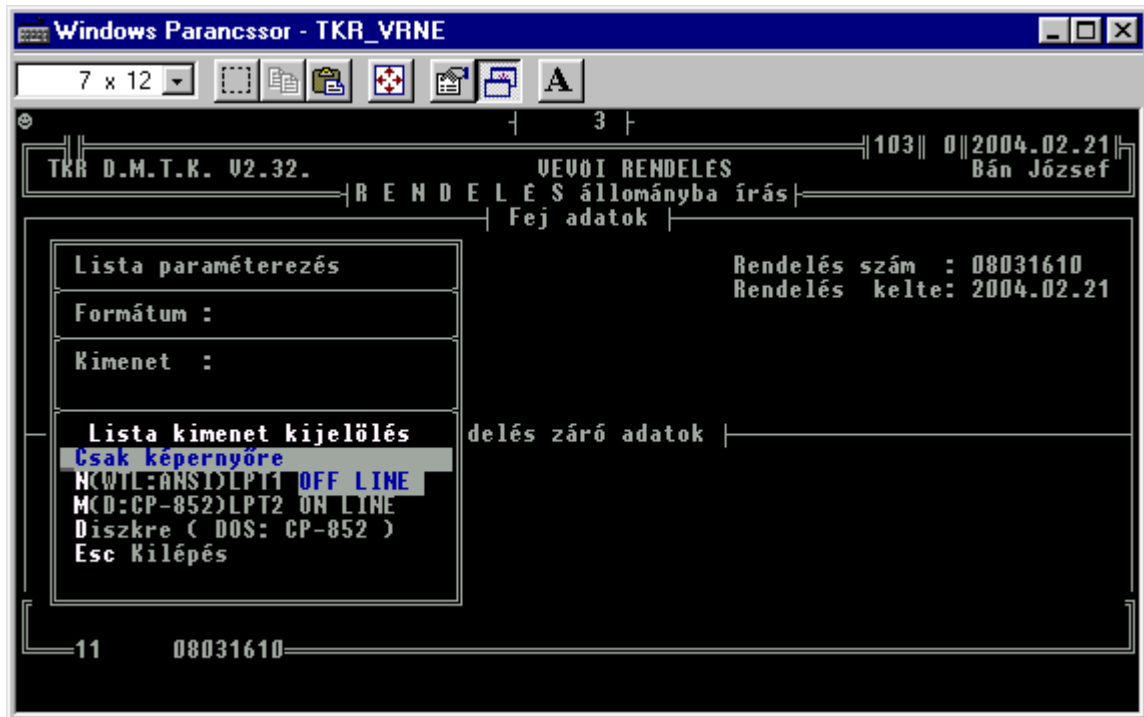 Windows Parancssor - TKR_VRNE
7 x 12
A
3
103 0 2004.02.21
TKR D.M.T.K. V2.32. VEVŐI RENDELÉS Bán József
R E N D E L É S állományba írás
Fej adatok
Lista paraméterezés
Rendelés szám : 08031610
Rendelés kelte: 2004.02.21
Formátum :
Kimenet :
Lista kimenet kijelölés
delés záró adatok
Csak képernyőre
N(WTL:ANSI)LPT1 OFF LINE
M(D:CP-852)LPT2 ON LINE
Diszkre ( DOS: CP-852 )
Esc Kilépés
11 08031610